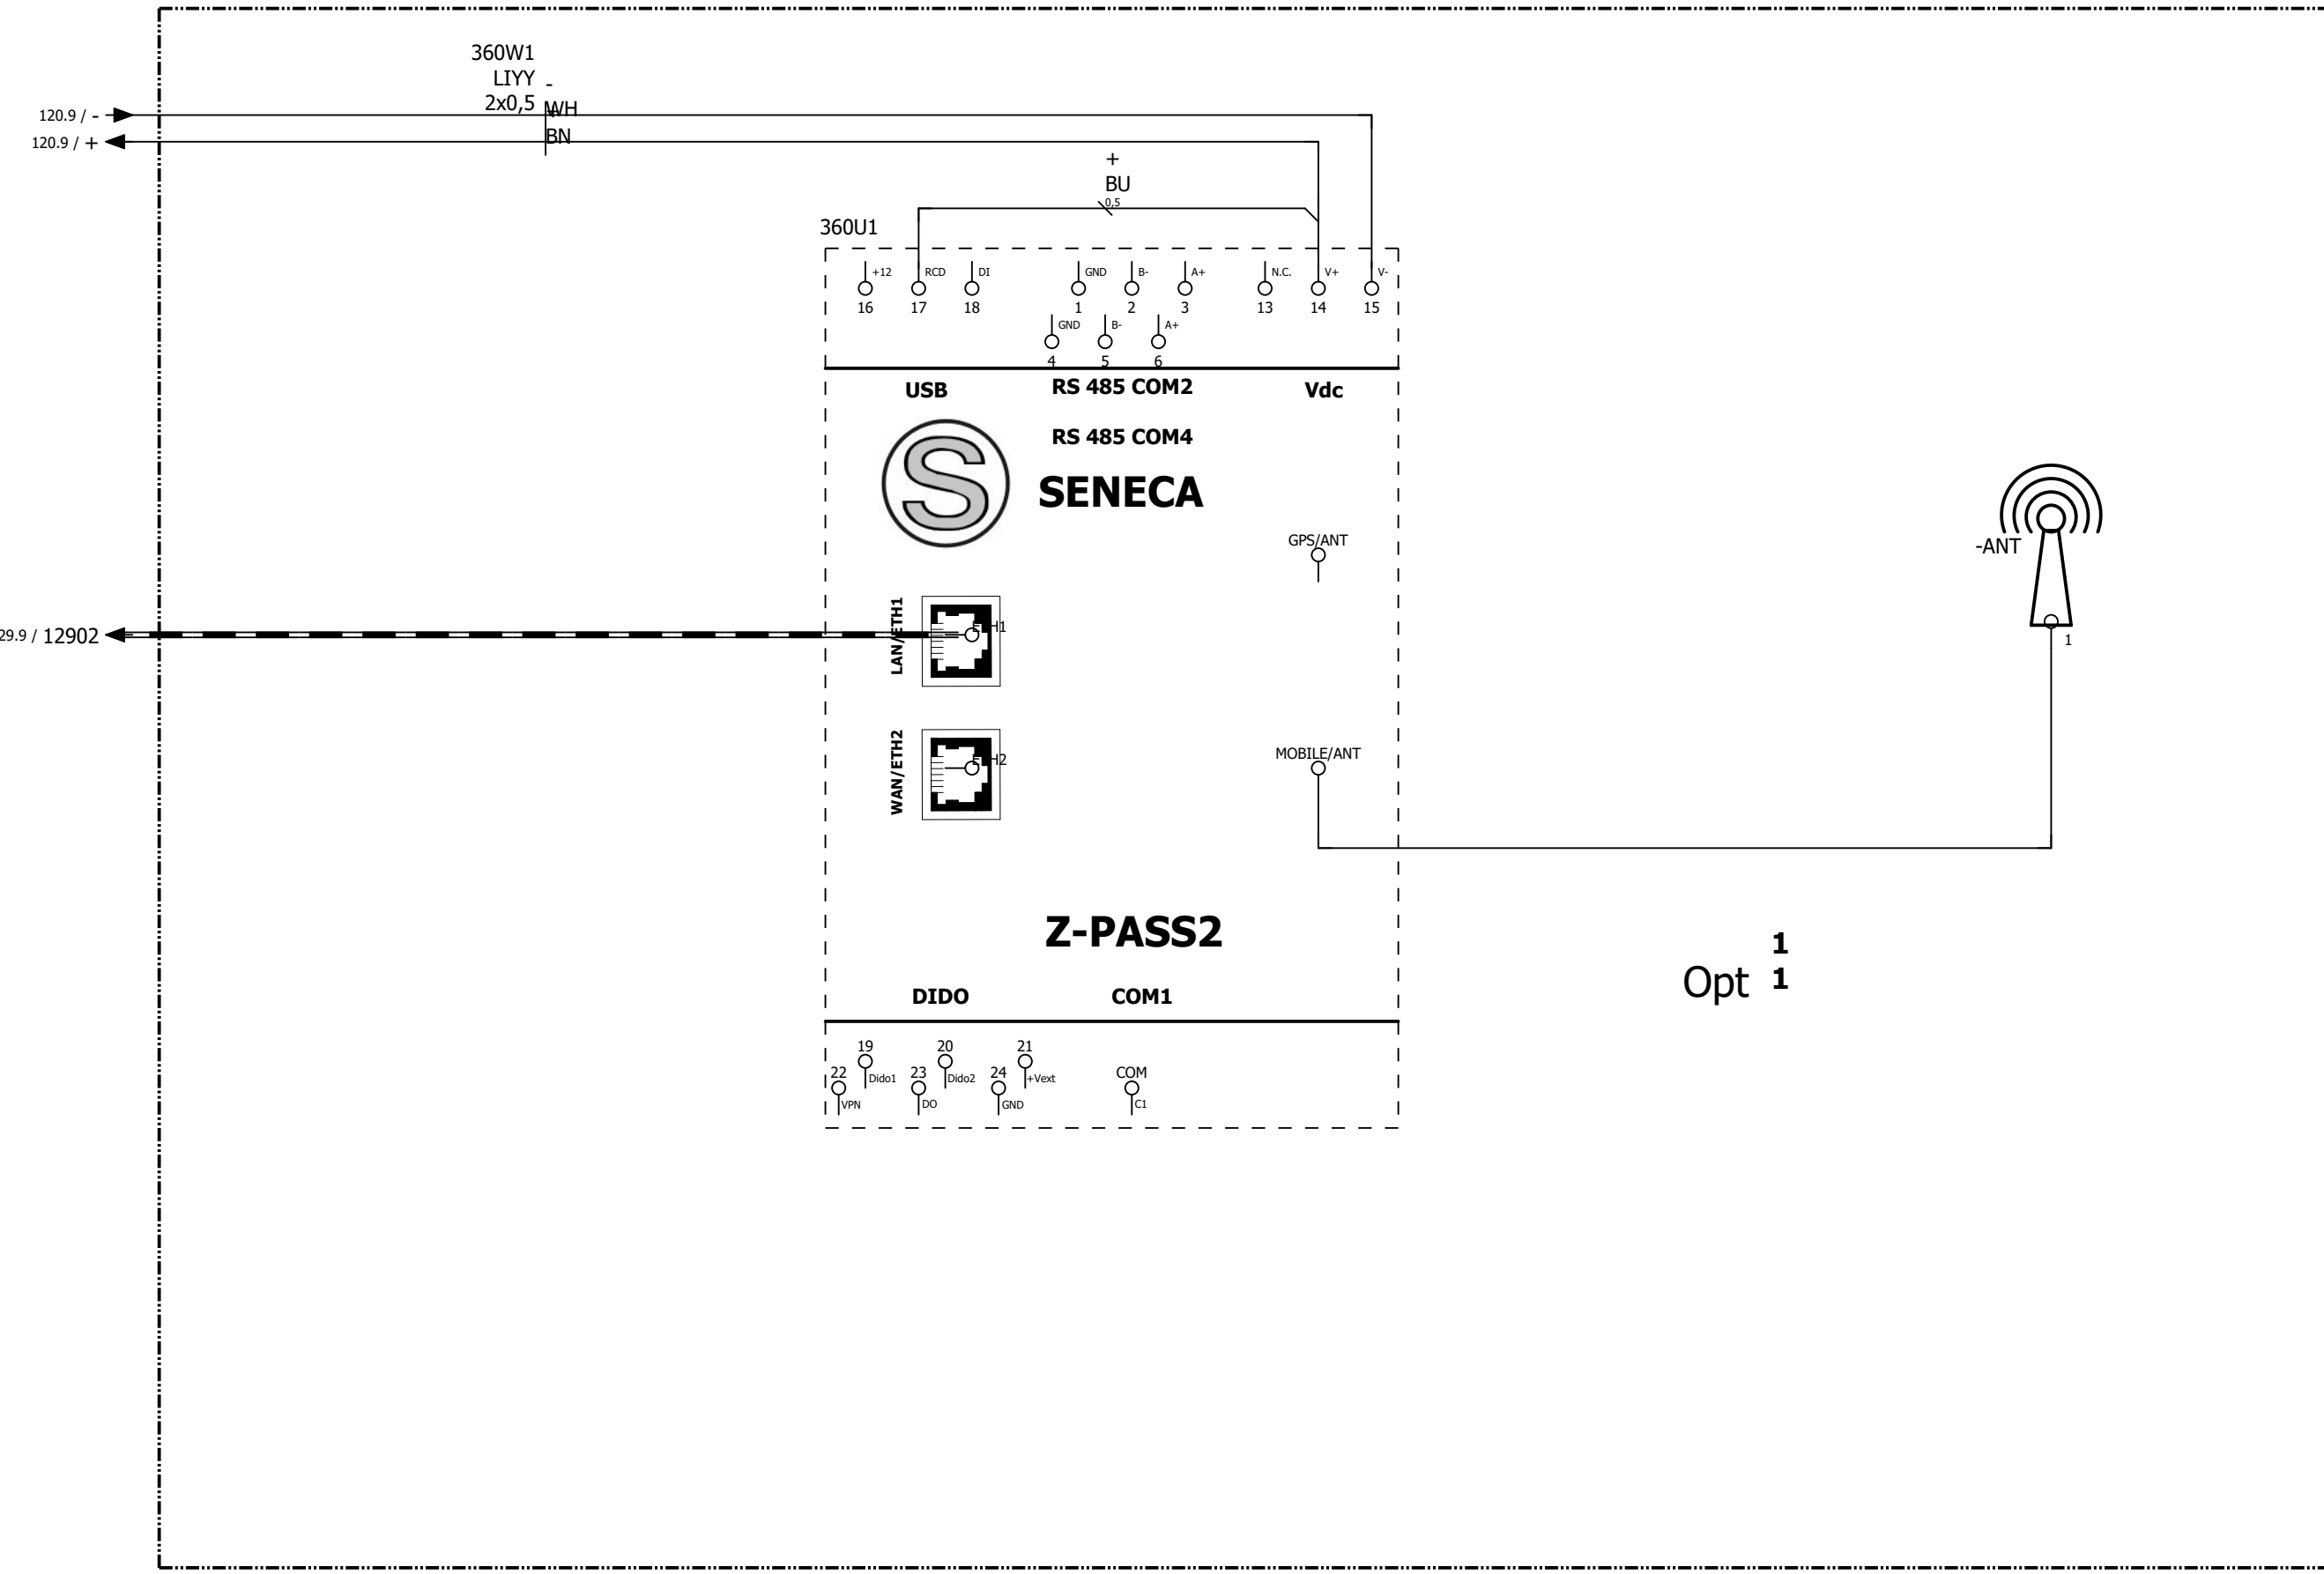 360W1
LIYY -
2x0,5 WH
120.9 / -
120.9 / + BN
+
BU
0,5
360U1
+12 RCD DI GND B- A+ N.C. V+ V-
16 17 18 1 2 3 13 14 15
GND B- A+
4 5 6
USB RS 485 COM2 Vdc
RS 485 COM4
S SENECA
GPS/ANT
-ANT
29.9 / 12902
LAN/ETH1
ETH1
1
WAN/ETH2
ETH2
MOBILE/ANT
Z-PASS2
1
Opt 1
DIDO COM1
19 20 21
22 23 24 COM
Dido1 Dido2 +Vext
VPN DO GND C1